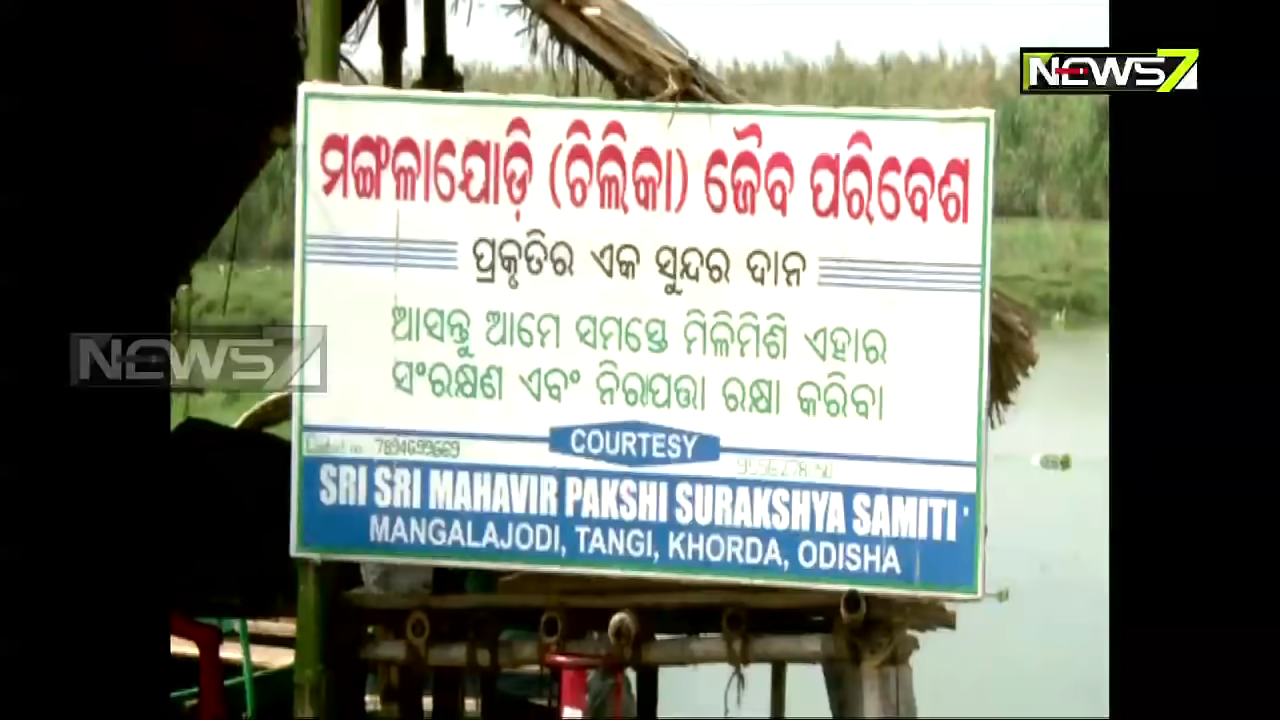 NEWS7
ମଙ୍ଗଳାଯୋଡ଼ି (ଚିଲିକା) ଜୈବ ପରିବେଶ
ପ୍ରକୃତିର ଏକ ସୁନ୍ଦର ଦାନ
ଆସନ୍ତୁ ଆମେ ସମସ୍ତେ ମିଳିମିଶି ଏହାର
NEWS7
ସଂରକ୍ଷଣ ଏବଂ ନିରାପତ୍ତା ରକ୍ଷା କରିବା
COURTESY
7894699669
SRI SRI MAHAVIR PAKSHI SURAKSHYA SAMITI
MANGALAJODI, TANGI, KHORDA, ODISHA